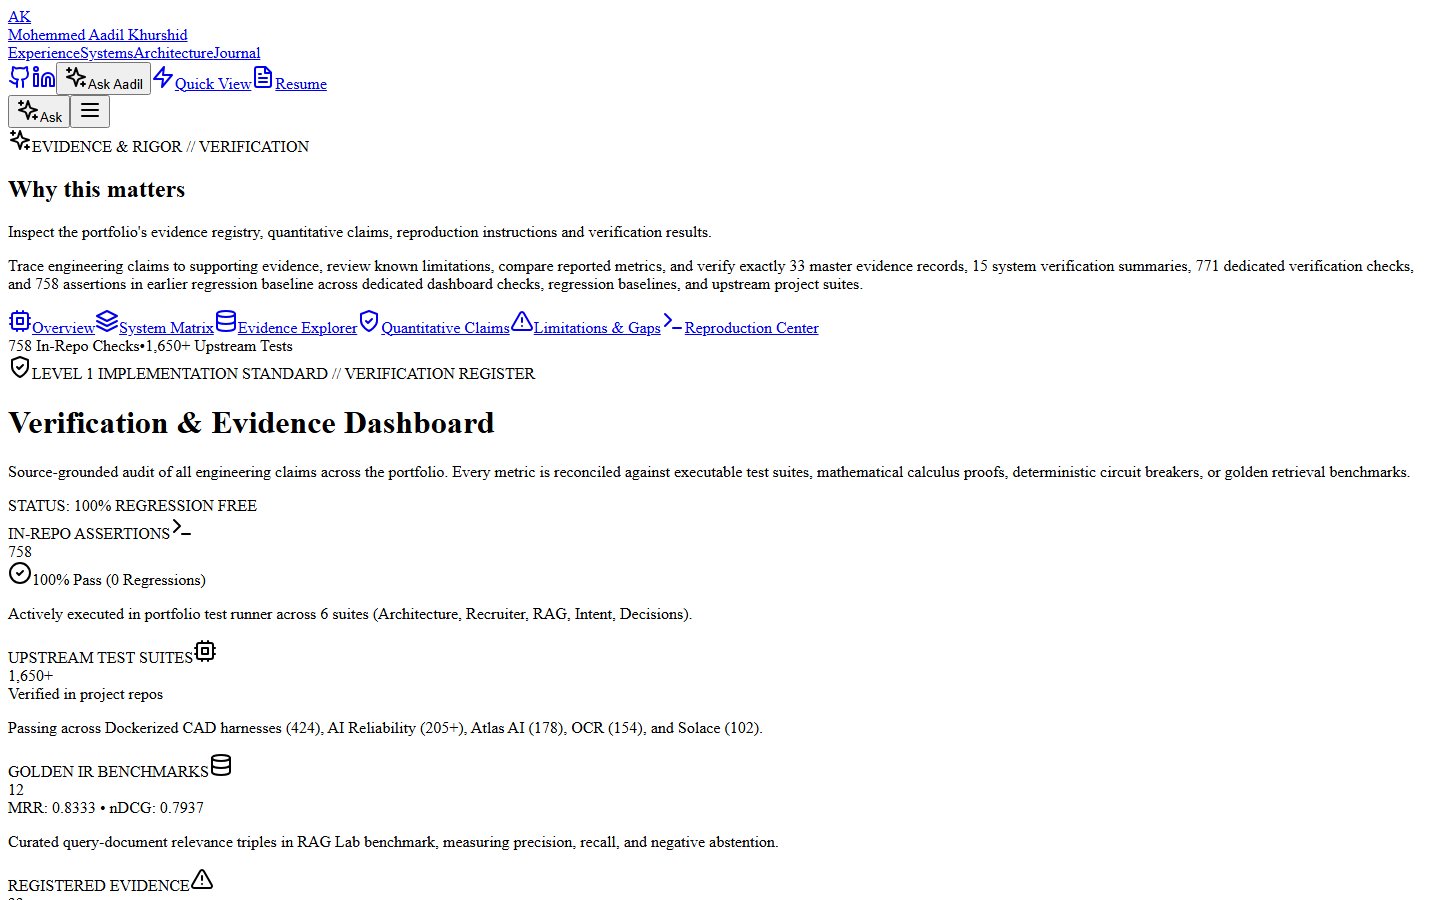 AK
Mohemmed Aadil Khurshid
ExperienceSystemsArchitectureJournal
Ask Aadil Quick View Resume
Ask
EVIDENCE & RIGOR // VERIFICATION
Why this matters
Inspect the portfolio's evidence registry, quantitative claims, reproduction instructions and verification results.
Trace engineering claims to supporting evidence, review known limitations, compare reported metrics, and verify exactly 33 master evidence records, 15 system verification summaries, 771 dedicated verification checks,
and 758 assertions in earlier regression baseline across dedicated dashboard checks, regression baselines, and upstream project suites.
Overview System Matrix Evidence Explorer Quantitative Claims Limitations & Gaps Reproduction Center
758 In-Repo Checks•1,650+ Upstream Tests
LEVEL 1 IMPLEMENTATION STANDARD // VERIFICATION REGISTER
Verification & Evidence Dashboard
Source-grounded audit of all engineering claims across the portfolio. Every metric is reconciled against executable test suites, mathematical calculus proofs, deterministic circuit breakers, or golden retrieval benchmarks.
STATUS: 100% REGRESSION FREE
IN-REPO ASSERTIONS
758
100% Pass (0 Regressions)
Actively executed in portfolio test runner across 6 suites (Architecture, Recruiter, RAG, Intent, Decisions).
UPSTREAM TEST SUITES
1,650+
Verified in project repos
Passing across Dockerized CAD harnesses (424), AI Reliability (205+), Atlas AI (178), OCR (154), and Solace (102).
GOLDEN IR BENCHMARKS
12
MRR: 0.8333 • nDCG: 0.7937
Curated query-document relevance triples in RAG Lab benchmark, measuring precision, recall, and negative abstention.
REGISTERED EVIDENCE